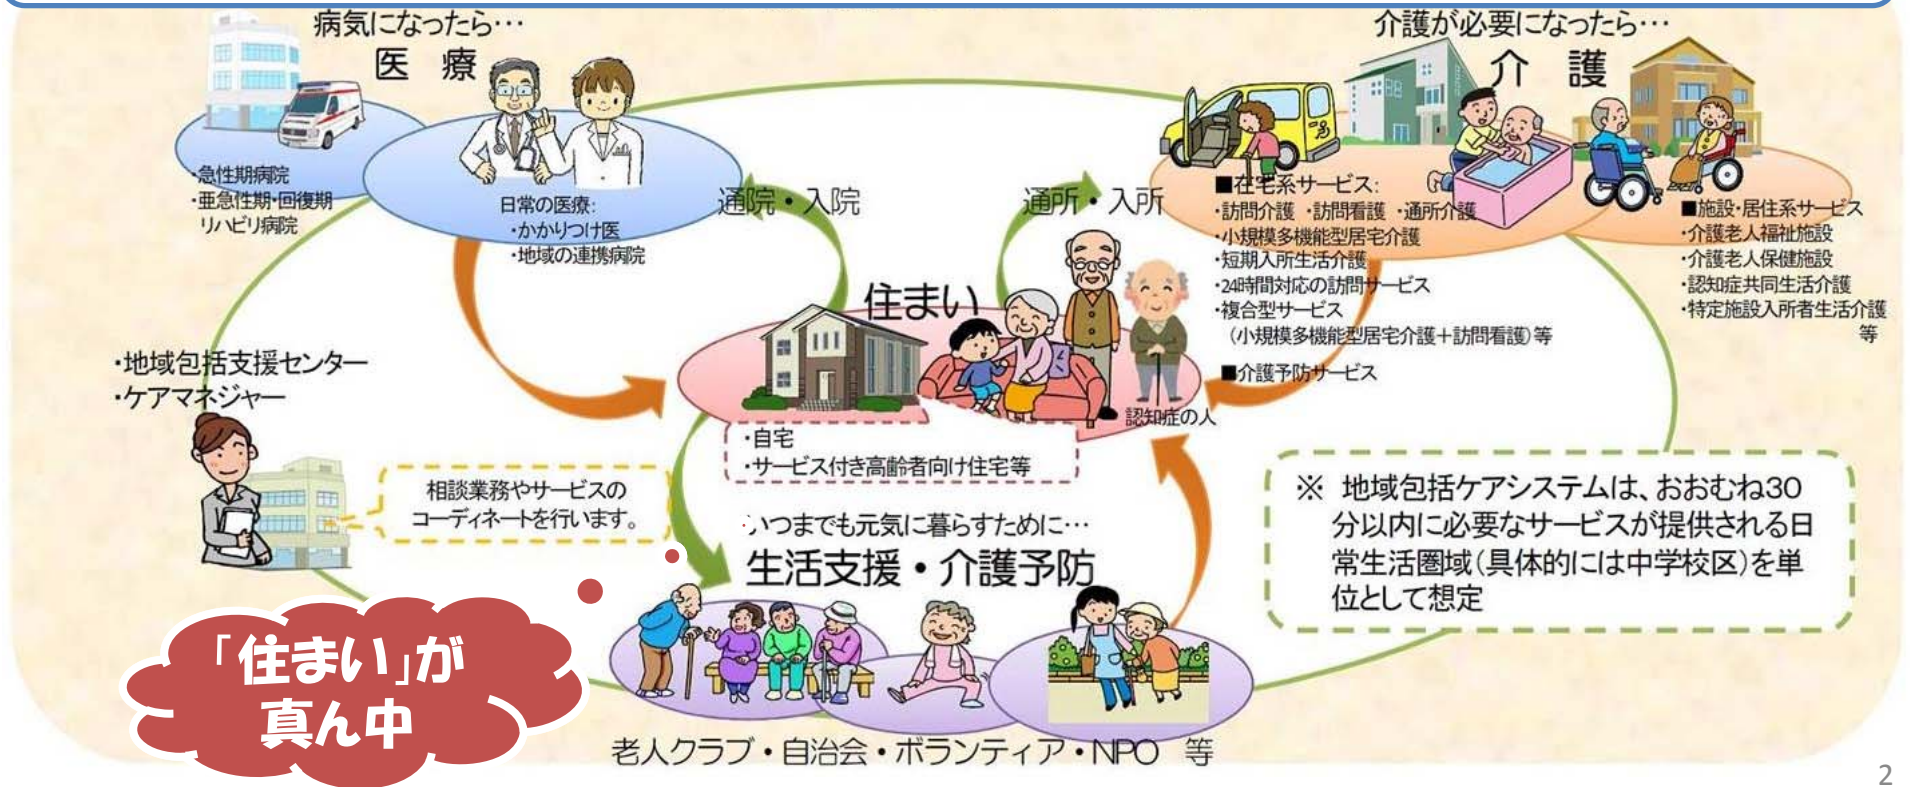 病気になったら…
医 療
・急性期病院
・亜急性期・回復期
リハビリ病院
日常の医療:
・かかりつけ医
・地域の連携病院
通院・入院
通所・入所
介護が必要になったら…
介 護
■在宅系サービス:
・訪問介護 ・訪問看護 ・通所介護
・小規模多機能型居宅介護
・短期入所生活介護
・24時間対応の訪問サービス
・複合型サービス
(小規模多機能型居宅介護+訪問看護)等
■介護予防サービス
■施設・居住系サービス
・介護老人福祉施設
・介護老人保健施設
・認知症共同生活介護
・特定施設入所者生活介護
等
住まい
認知症の人
・自宅
・サービス付き高齢者向け住宅等
・地域包括支援センター
・ケアマネジャー
相談業務やサービスの
コーディネートを行います。
いつまでも元気に暮らすために…
生活支援・介護予防
※ 地域包括ケアシステムは、おおむね30
分以内に必要なサービスが提供される日
常生活圏域(具体的には中学校区)を単
位として想定
「住まい」が
真ん中
老人クラブ・自治会・ボランティア・NPO 等
2